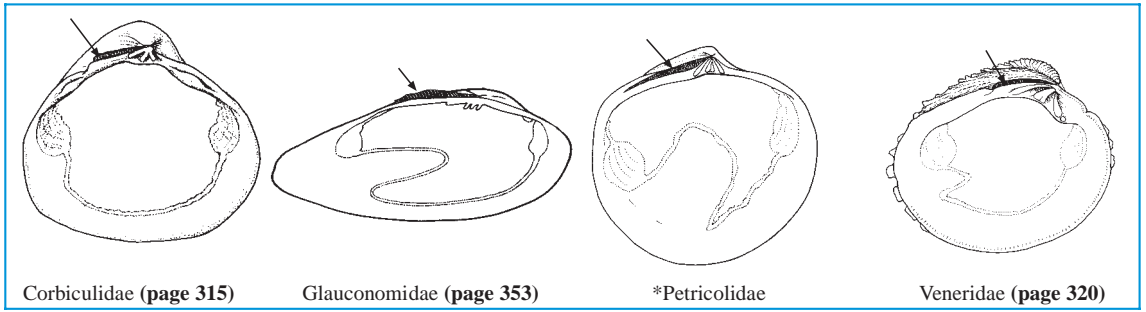 Corbiculidae (page 315) Glauconomidae (page 353) *Petricolidae Veneridae (page 320)